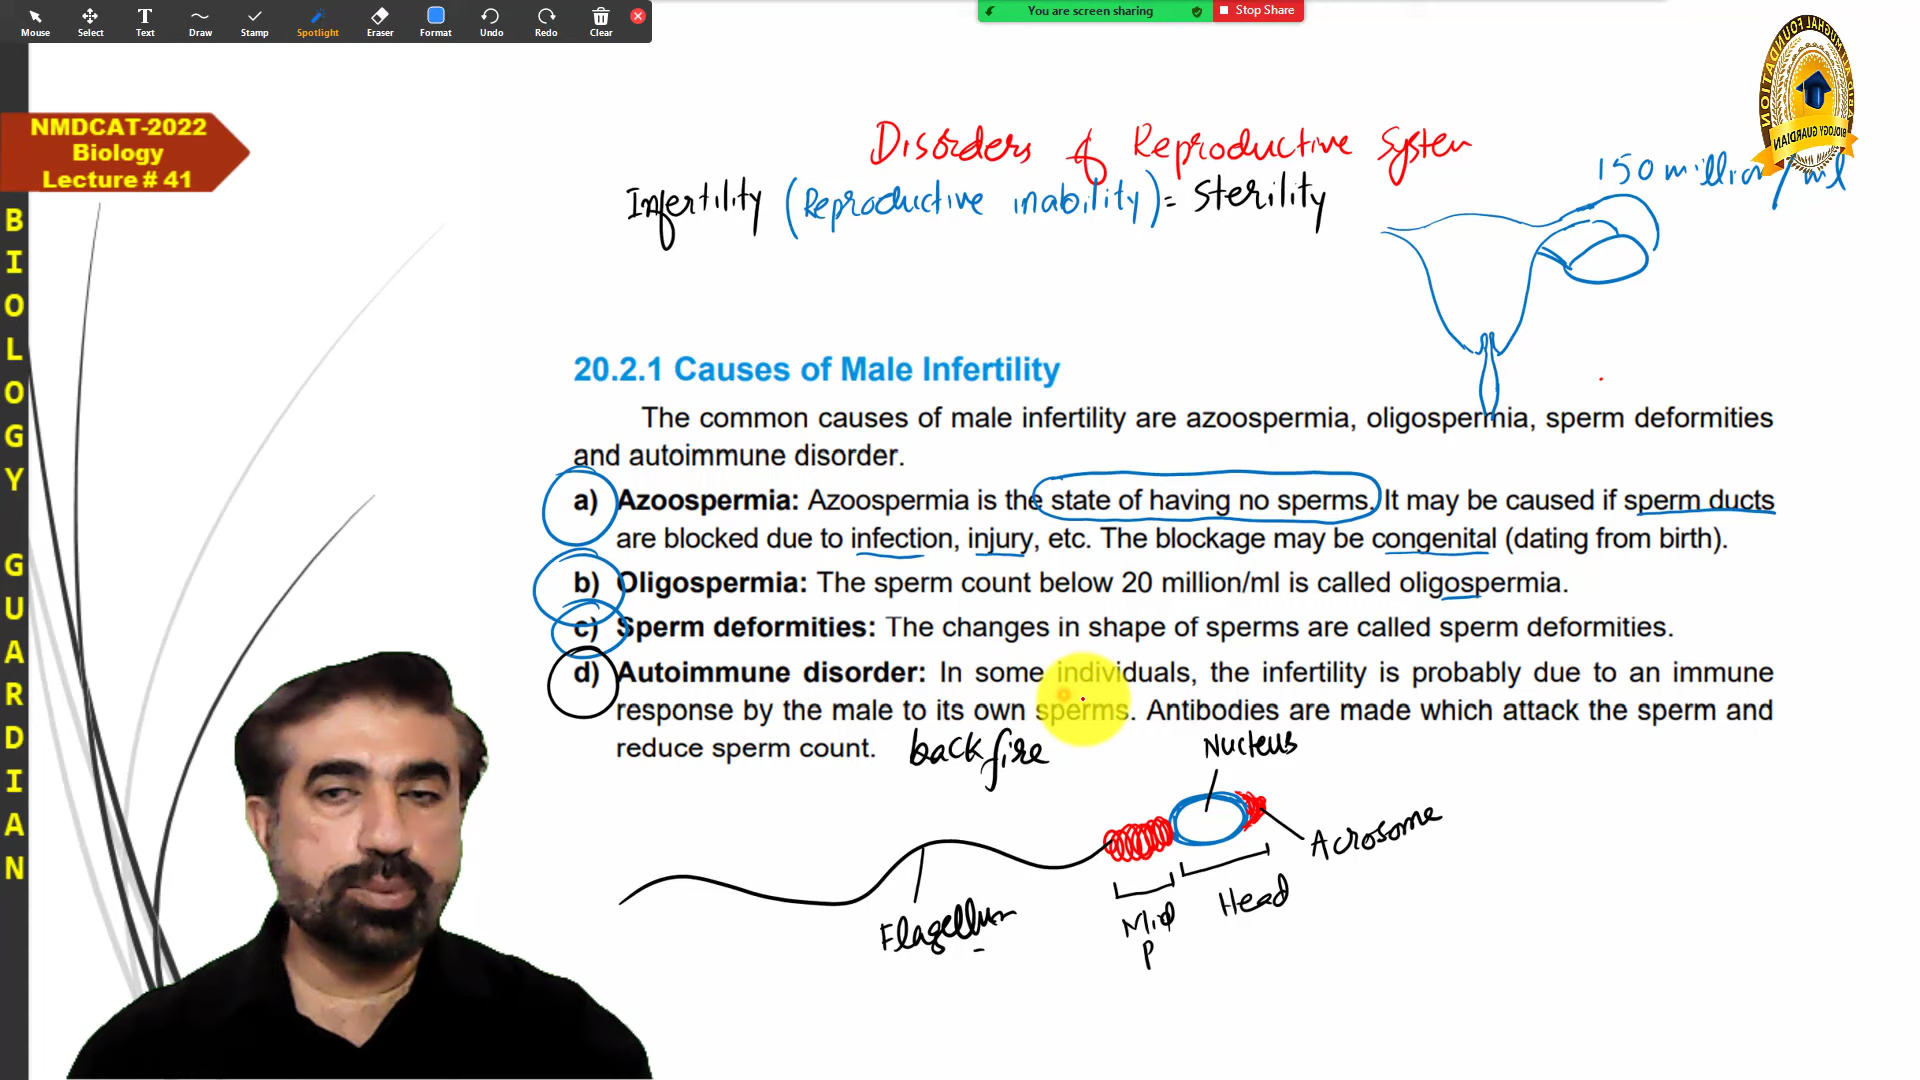 Mouse Select Text Draw Stamp Spotlight Eraser Format Undo Redo Clear
You are screen sharing Stop Share
NMDCAT-2022
Biology
Lecture # 41
BIOLOGY GUARDIAN
Disorders of Reproductive System
150 million/ml
Infertility (Reproductive inability) = Sterility
20.2.1 Causes of Male Infertility
The common causes of male infertility are azoospermia, oligospermia, sperm deformities
and autoimmune disorder.
a) Azoospermia: Azoospermia is the state of having no sperms. It may be caused if sperm ducts
are blocked due to infection, injury, etc. The blockage may be congenital (dating from birth).
b) Oligospermia: The sperm count below 20 million/ml is called oligospermia.
c) Sperm deformities: The changes in shape of sperms are called sperm deformities.
d) Autoimmune disorder: In some individuals, the infertility is probably due to an immune
response by the male to its own sperms. Antibodies are made which attack the sperm and
reduce sperm count.
back fire
Nucleus
Acrosome
Head
Mid
P
Flagellum
BIOLOGY GUARDIAN